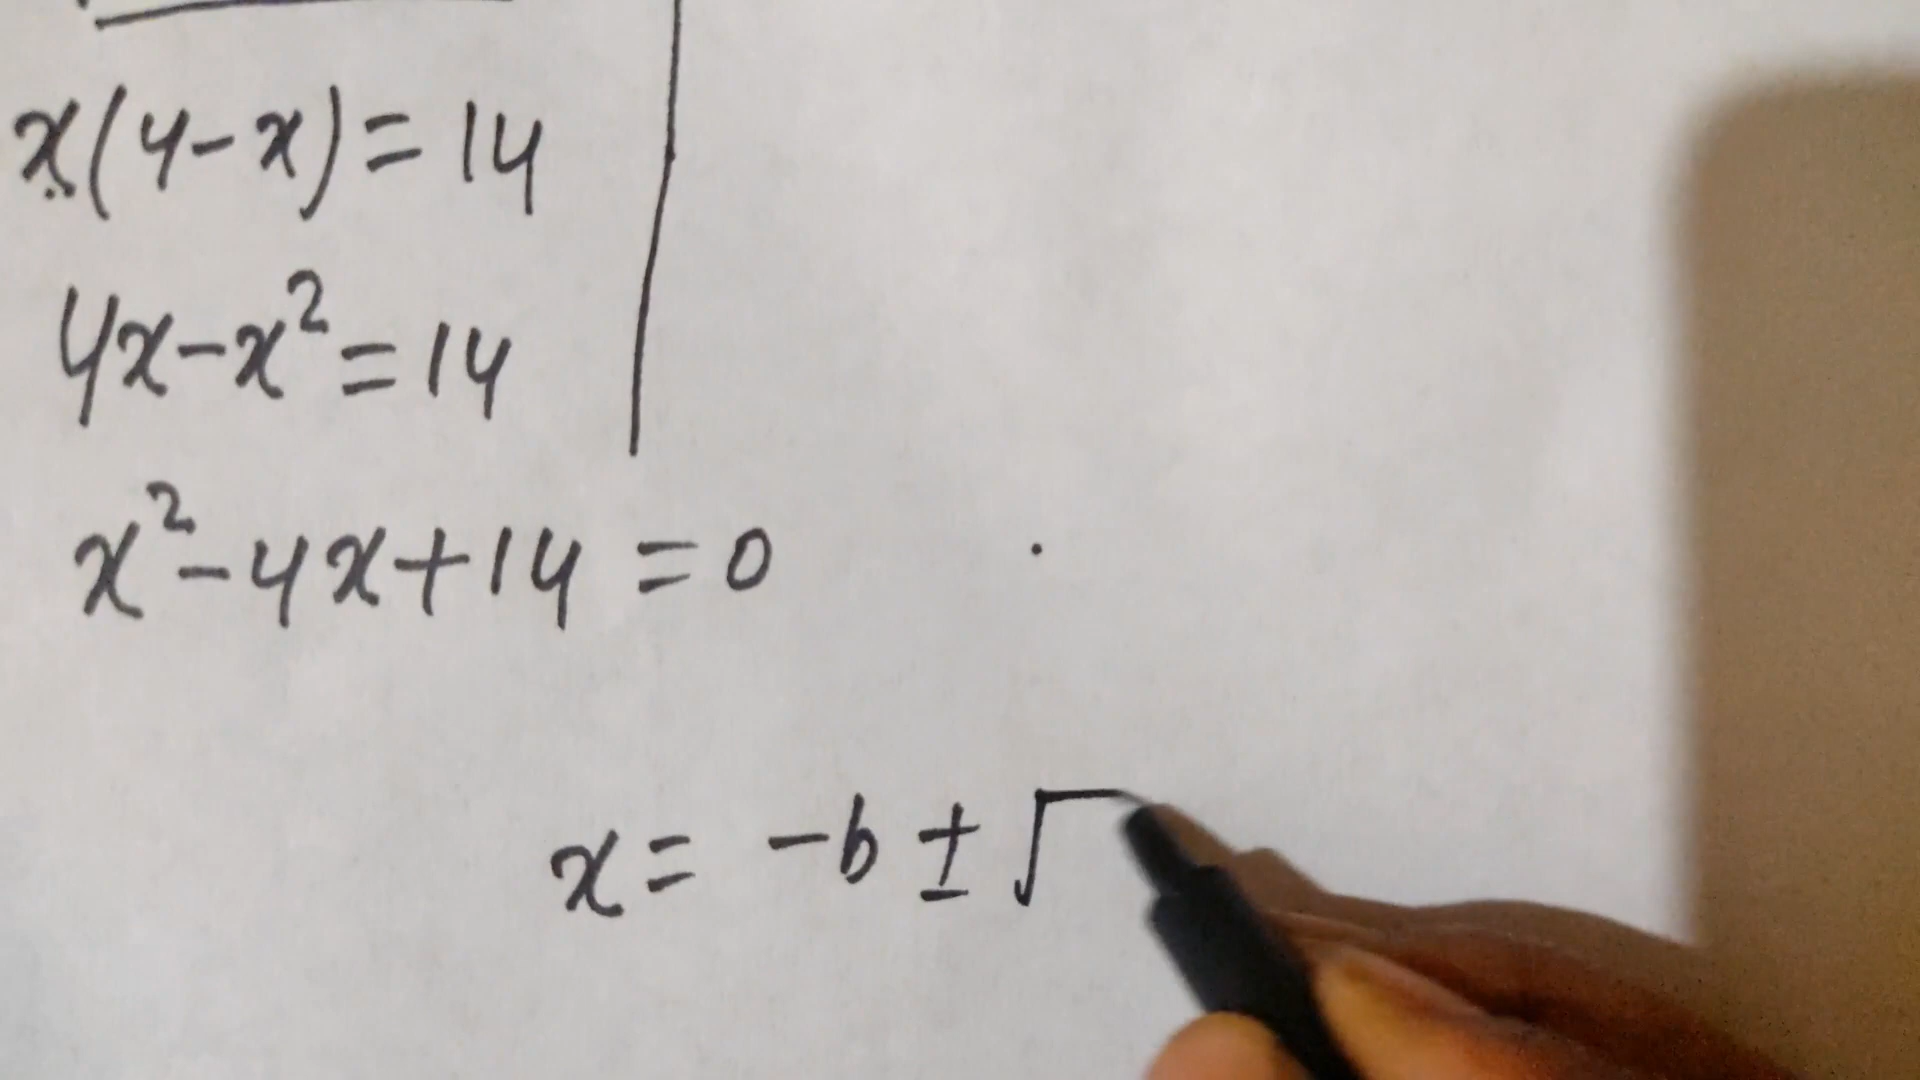 x(4-x)=14
4x-x²=14
x²-4x+14=0
x= -b ± √